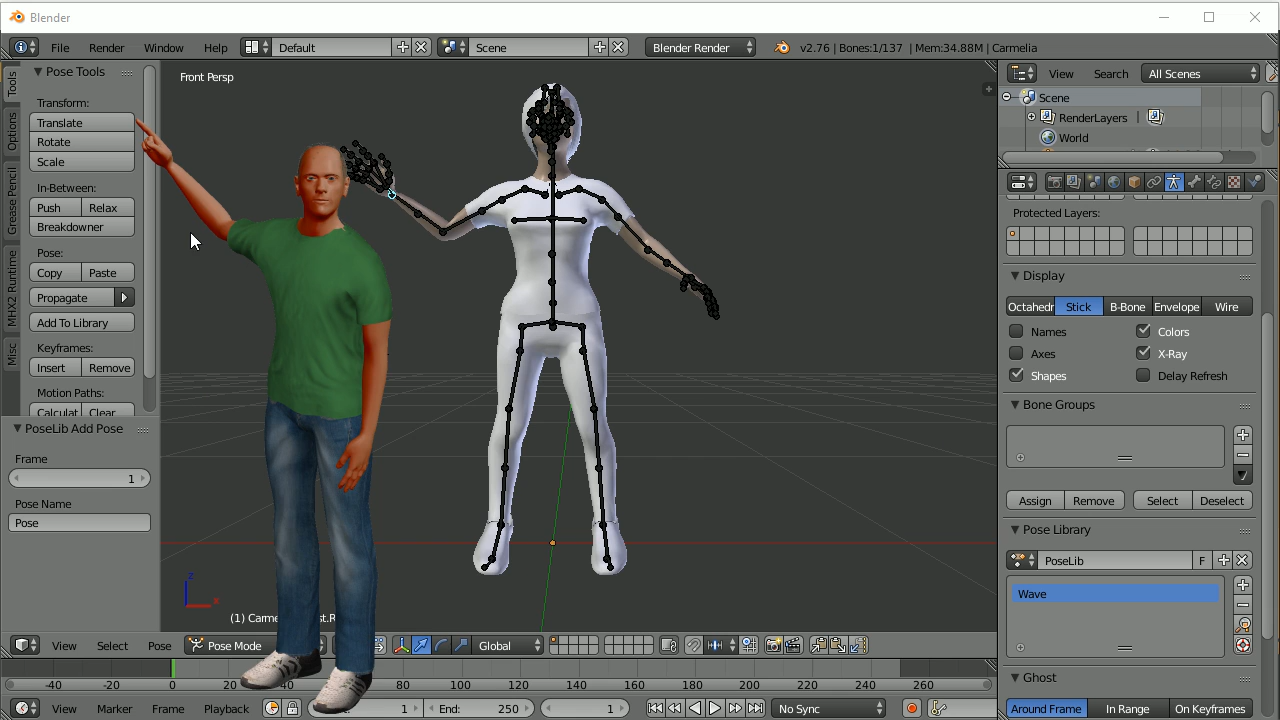 Blender
File Render Window Help Default Scene Blender Render v2.76 | Bones:1/137 | Mem:34.88M | Carmelia
Tools
Options
Grease Pencil
MHX2 Runtime
Misc
Pose Tools
Transform:
Translate
Rotate
Scale
In-Between:
Push Relax
Breakdowner
Pose:
Copy Paste
Propagate
Add To Library
Keyframes:
Insert Remove
Motion Paths:
Calculat Clear
PoseLib Add Pose
Frame
1
Pose Name
Pose
Front Persp
z
x
View Select Pose Pose Mode Global
-40 -20 0 20 40 80 100 120 140 160 180 200 220 240 260
View Marker Frame Playback 1 End: 250 1 No Sync
View Search All Scenes
Scene
RenderLayers |
World
Protected Layers:
Display
Octahedr Stick B-Bone Envelope Wire
Names Colors
Axes X-Ray
Shapes Delay Refresh
Bone Groups
Assign Remove Select Deselect
Pose Library
PoseLib F
Wave
Ghost
Around Frame In Range On Keyframes